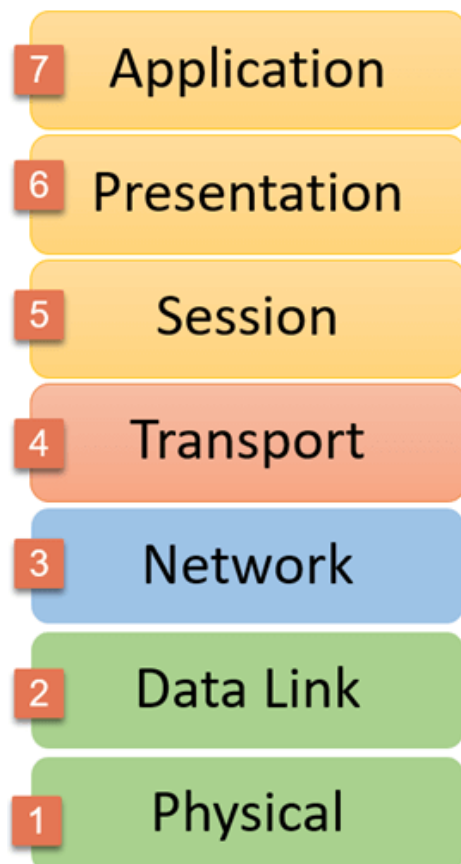 7 Application
6 Presentation
5 Session
4 Transport
3 Network
2 Data Link
1 Physical